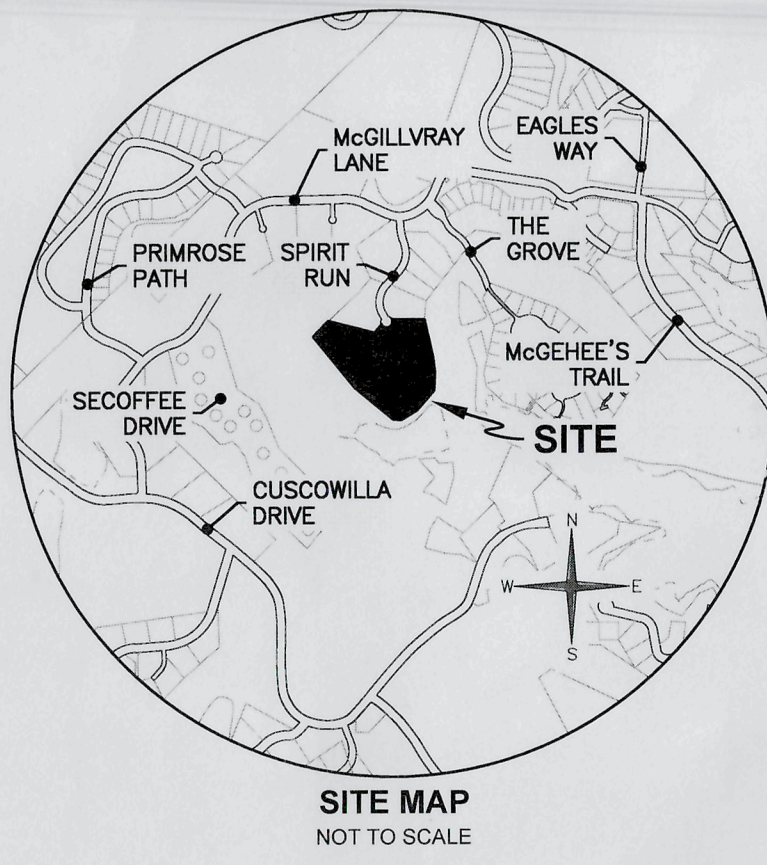 McGILLVRAY
LANE
EAGLES
WAY
PRIMROSE
PATH
SPIRIT
RUN
THE
GROVE
McGEHEE'S
TRAIL
SECOFFEE
DRIVE
SITE
CUSCOWILLA
DRIVE
N
W
E
S
SITE MAP
NOT TO SCALE